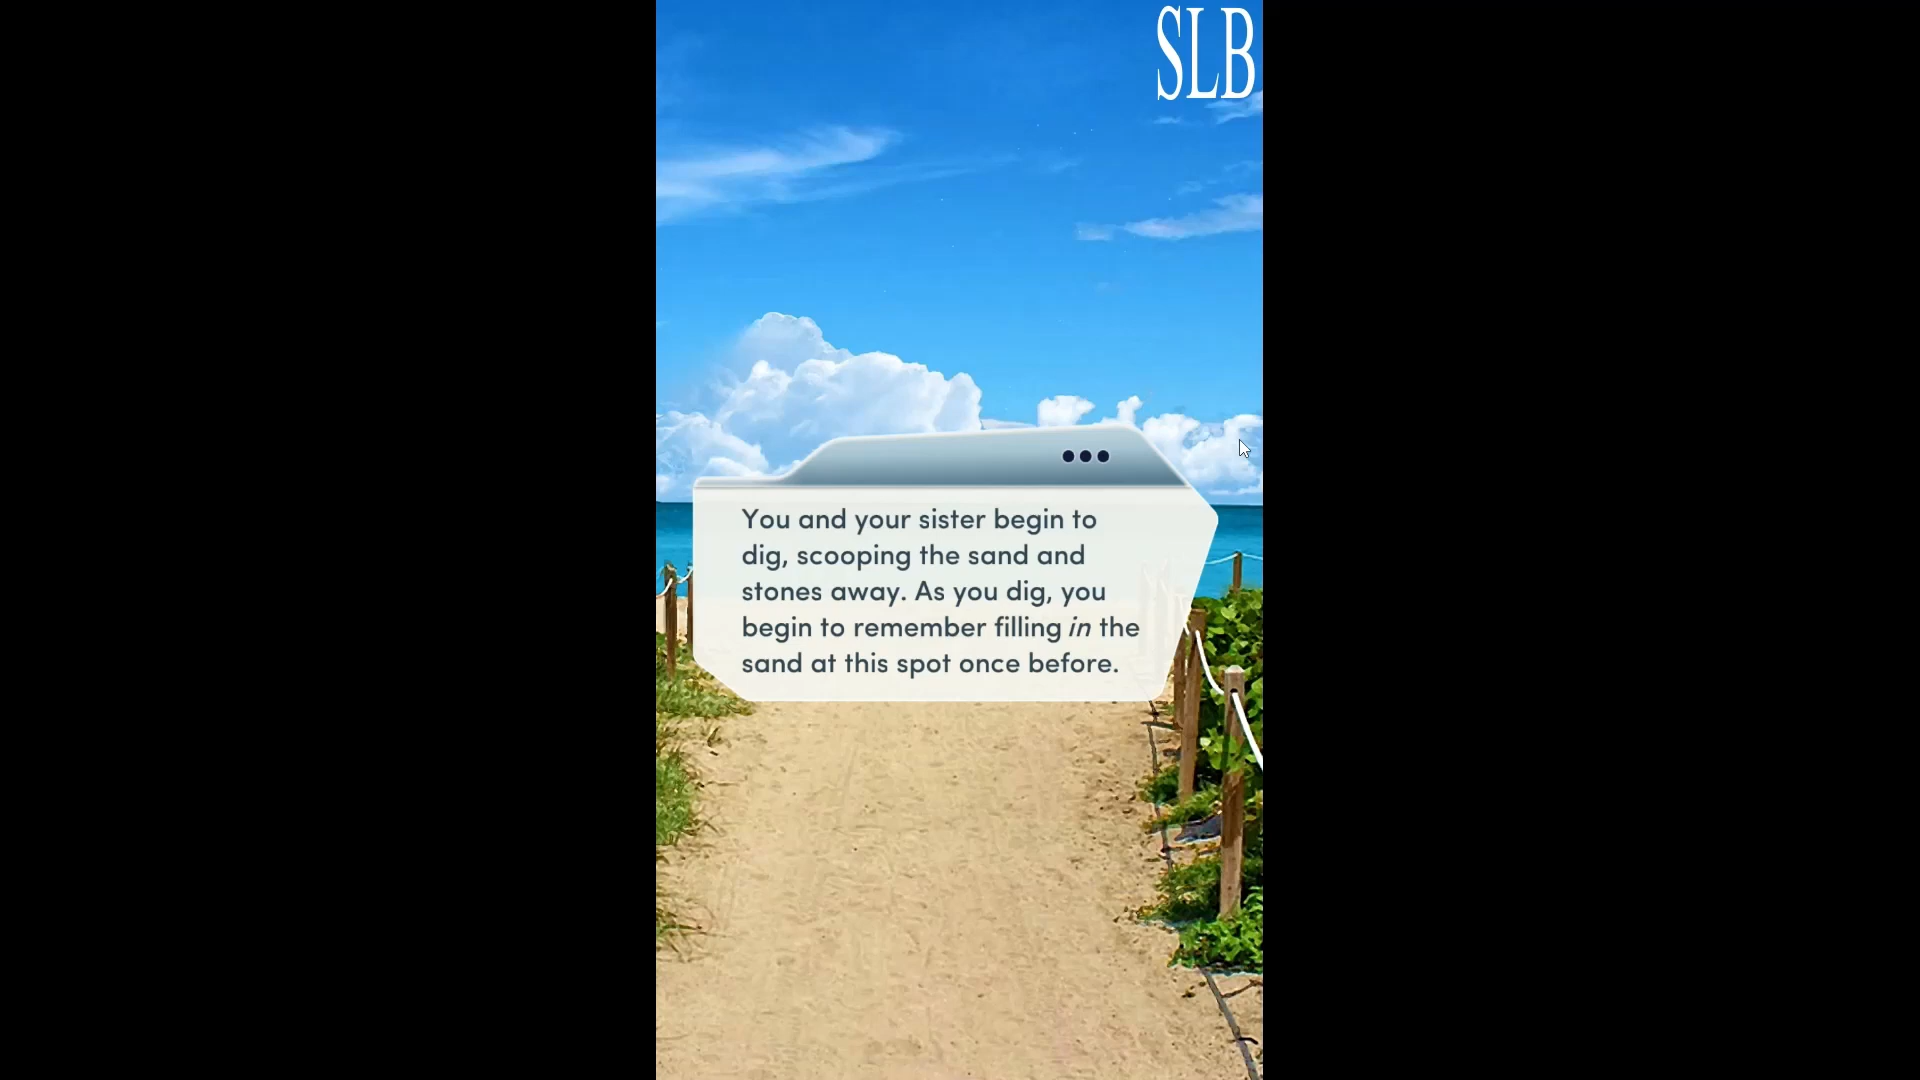 SLB
You and your sister begin to
dig, scooping the sand and
stones away. As you dig, you
begin to remember filling in the
sand at this spot once before.